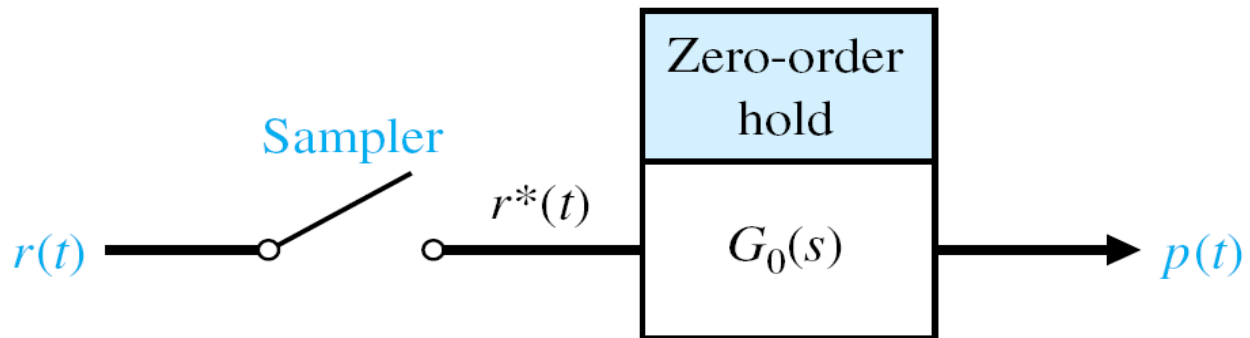 Zero-order
hold
Sampler
r*(t)
r(t)
G₀(s)
p(t)